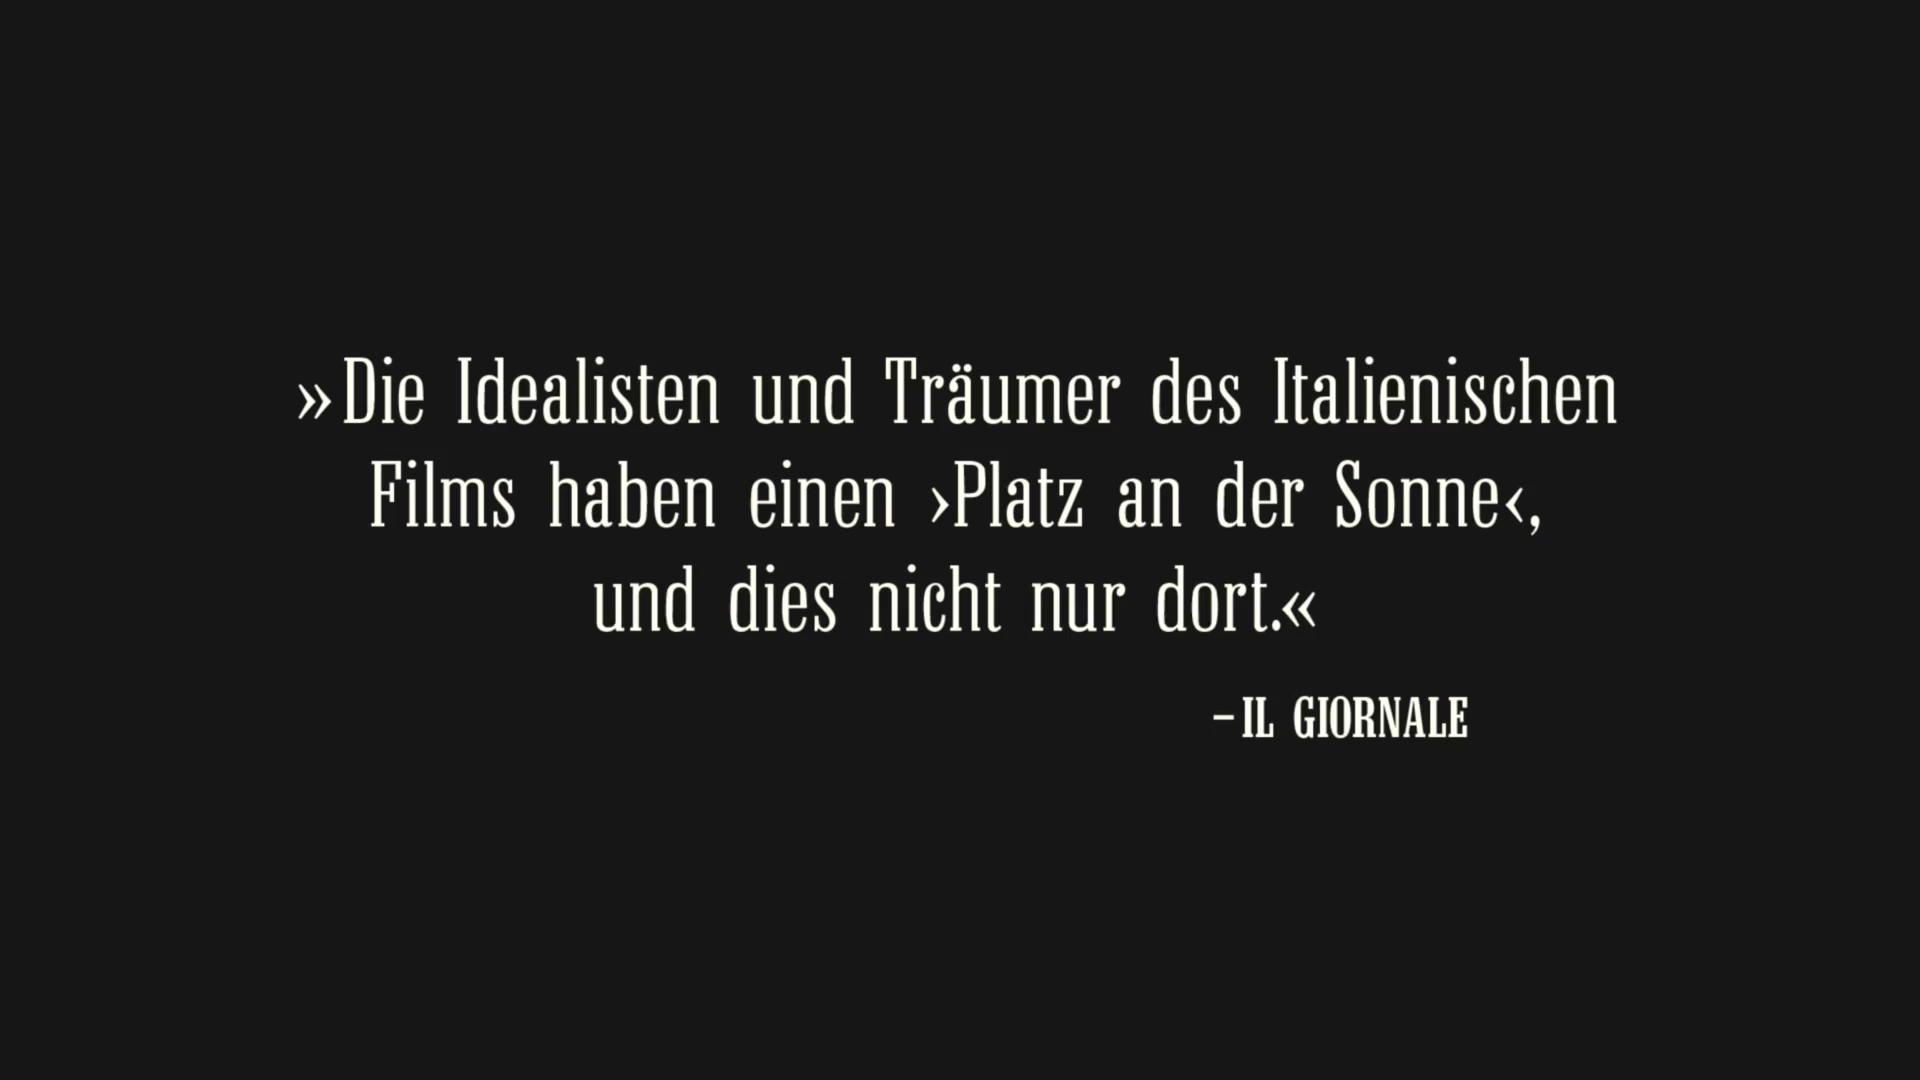 »Die Idealisten und Träumer des Italienischen
Films haben einen ›Platz an der Sonne‹,
und dies nicht nur dort.«
– IL GIORNALE